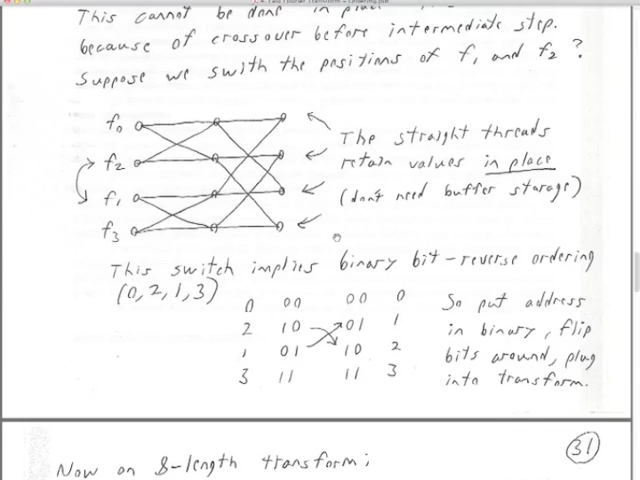 This cannot be done in place
because of crossover before intermediate step.
Suppose we swith the positions of f1 and f2 ?
f0
f2
f1
f3
The straight threads
retain values in place
(don't need buffer storage)
This switch implies binary bit-reverse ordering
(0,2,1,3)
0 00 00 0
2 10 01 1
1 01 10 2
3 11 11 3
So put address
in binary, flip
bits around, plug
into transform.
31
Now on 8-length transform;